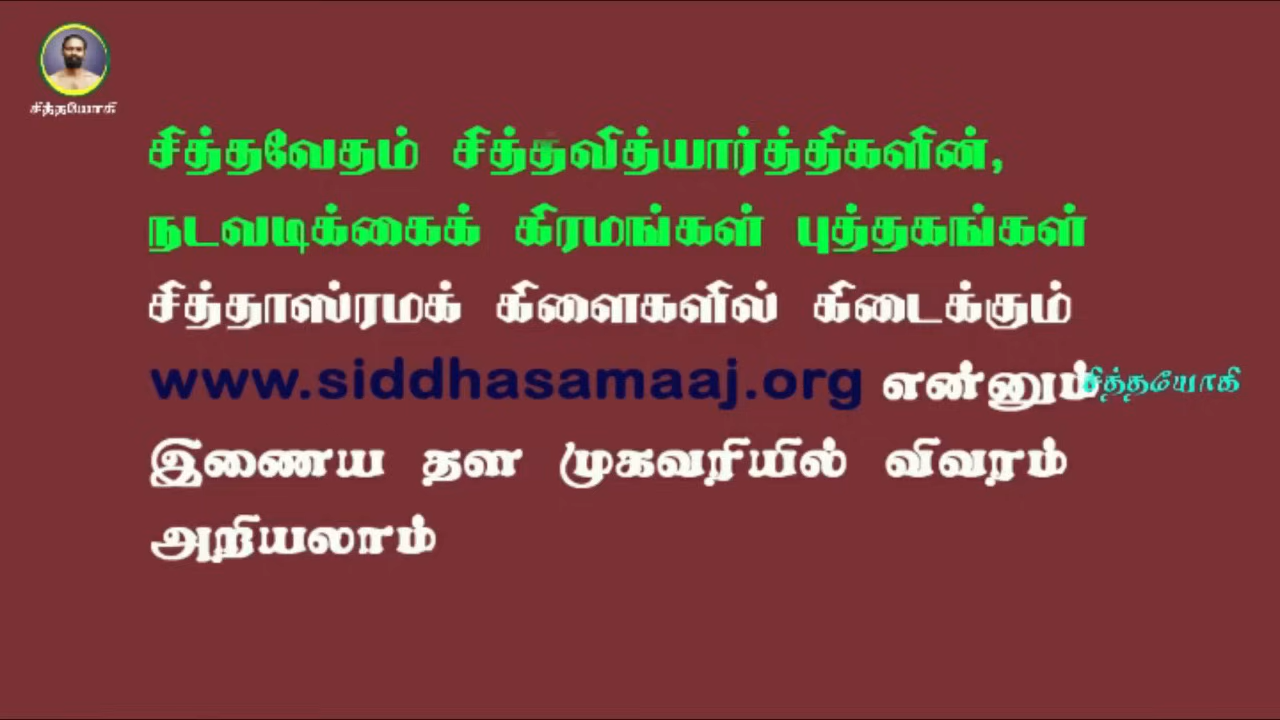 சித்தயோகி
சித்தவேதம் சித்தவித்யார்த்திகளின்,
நடவடிக்கைக் கிரமங்கள் புத்தகங்கள்
சித்தாஸ்ரமக் கிளைகளில் கிடைக்கும்
www.siddhasamaaj.org என்னும் சித்தயோகி
இணைய தள முகவரியில் விவரம்
அறியலாம்